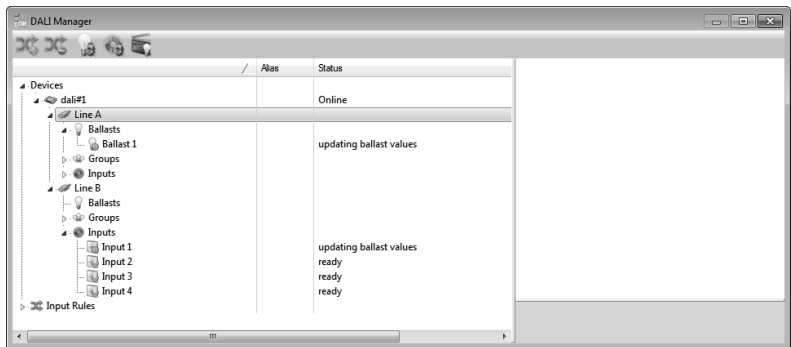 DALI Manager
Alias Status
Devices
dali#1 Online
Line A
Ballasts
Ballast 1 updating ballast values
Groups
Inputs
Line B
Ballasts
Groups
Inputs
Input 1 updating ballast values
Input 2 ready
Input 3 ready
Input 4 ready
Input Rules